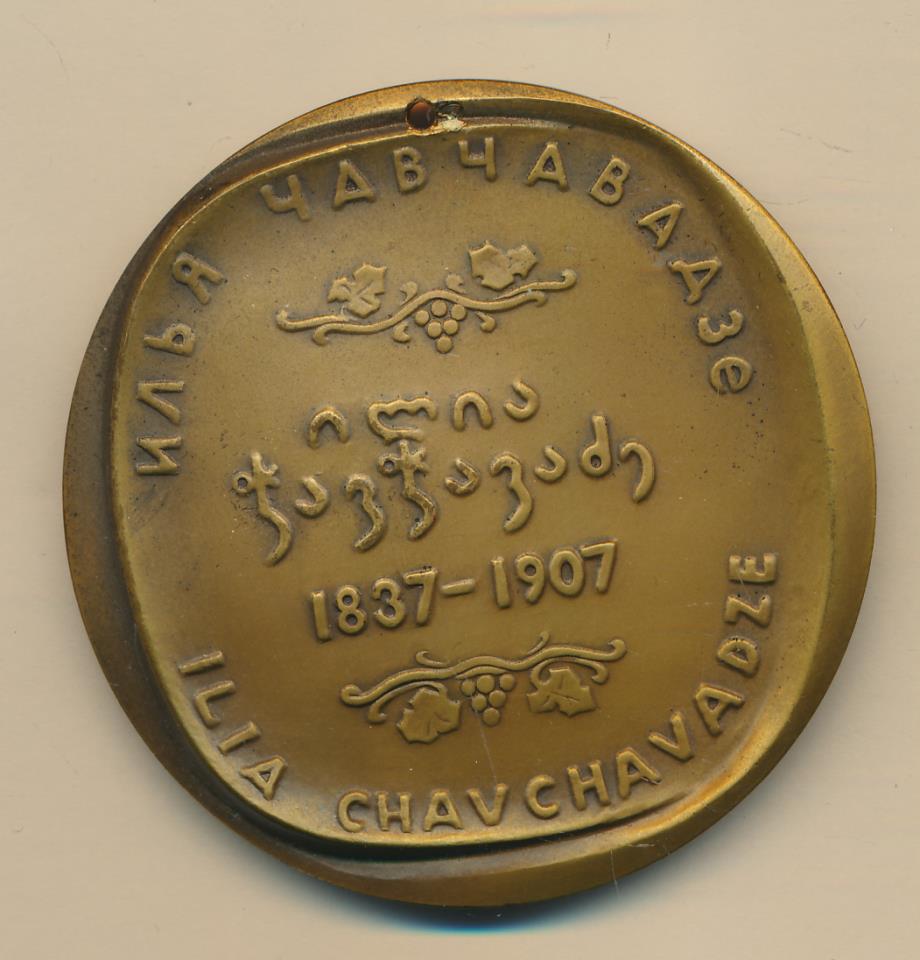 ИЛЬЯ ЧАВЧАВАДЗе
ილია
ჭავჭავაძე
1837-1907
ILIA CHAVCHAVADZE